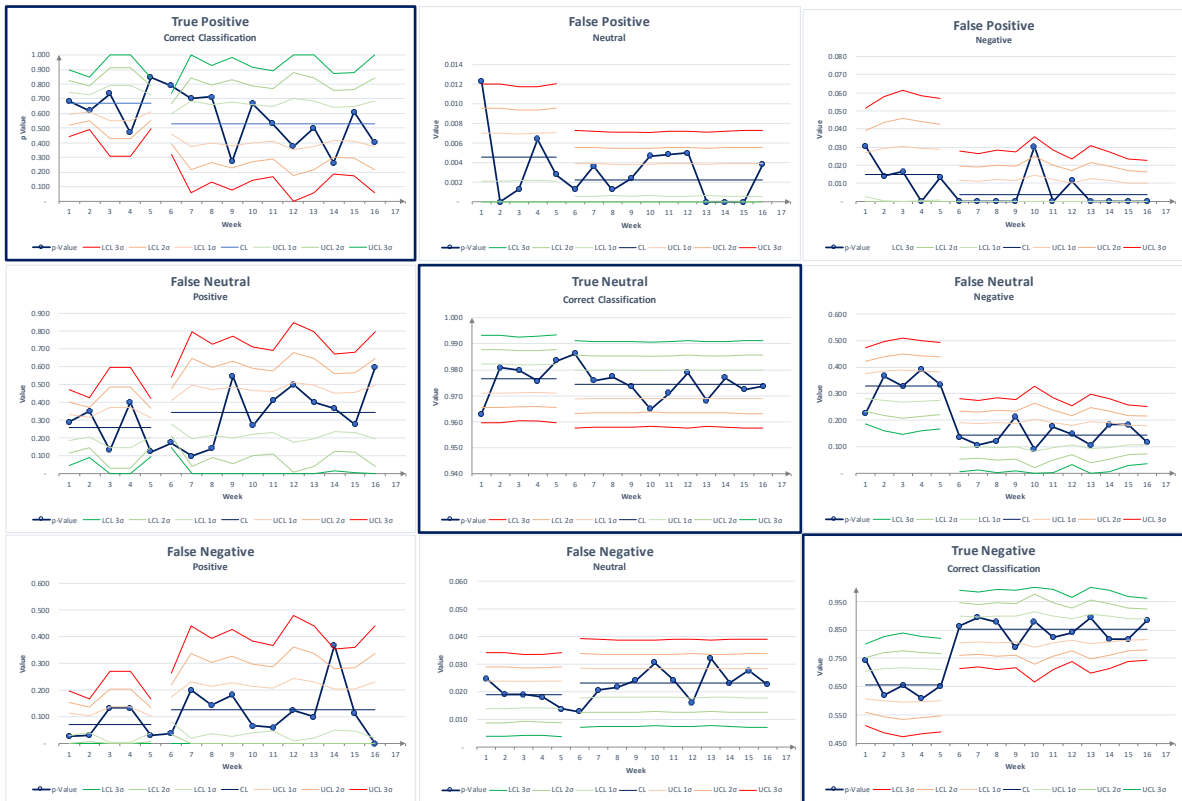 True Positive
Correct Classification
1.000
0.900
0.800
0.700
0.600
0.500
0.400
0.300
0.200
0.100
-
p Value
1 2 3 4 5 6 7 8 9 10 11 12 13 14 15 16 17
Week
p-Value LCL 3σ LCL 2σ LCL 1σ CL UCL 1σ UCL 2σ UCL 3σ
False Positive
Neutral
0.014
0.012
0.010
0.008
0.006
0.004
0.002
-
Value
1 2 3 4 5 6 7 8 9 10 11 12 13 14 15 16 17
Week
p-Value LCL 3σ LCL 2σ LCL 1σ CL UCL 1σ UCL 2σ UCL 3σ
False Positive
Negative
0.080
0.070
0.060
0.050
0.040
0.030
0.020
0.010
-
Value
1 2 3 4 5 6 7 8 9 10 11 12 13 14 15 16 17
Week
p-Value LCL 3σ LCL 2σ LCL 1σ CL UCL 1σ UCL 2σ UCL 3σ
False Neutral
Positive
0.900
0.800
0.700
0.600
0.500
0.400
0.300
0.200
0.100
-
Value
1 2 3 4 5 6 7 8 9 10 11 12 13 14 15 16 17
Week
p-Value LCL 3σ LCL 2σ LCL 1σ CL UCL 1σ UCL 2σ UCL 3σ
True Neutral
Correct Classification
1.000
0.990
0.980
0.970
0.960
0.950
0.940
Value
1 2 3 4 5 6 7 8 9 10 11 12 13 14 15 16 17
Week
p-Value LCL 3σ LCL 2σ LCL 1σ CL UCL 1σ UCL 2σ UCL 3σ
False Neutral
Negative
0.600
0.500
0.400
0.300
0.200
0.100
-
Value
1 2 3 4 5 6 7 8 9 10 11 12 13 14 15 16 17
Week
p-Value LCL 3σ LCL 2σ LCL 1σ CL UCL 1σ UCL 2σ UCL 3σ
False Negative
Positive
0.600
0.500
0.400
0.300
0.200
0.100
-
Value
1 2 3 4 5 6 7 8 9 10 11 12 13 14 15 16 17
Week
p-Value LCL 3σ LCL 2σ LCL 1σ CL UCL 1σ UCL 2σ UCL 3σ
False Negative
Neutral
0.060
0.050
0.040
0.030
0.020
0.010
-
Value
1 2 3 4 5 6 7 8 9 10 11 12 13 14 15 16 17
Week
p-Value LCL 3σ LCL 2σ LCL 1σ CL UCL 1σ UCL 2σ UCL 3σ
True Negative
Correct Classification
0.950
0.850
0.750
0.650
0.550
0.450
Value
1 2 3 4 5 6 7 8 9 10 11 12 13 14 15 16 17
Week
p-Value LCL 3σ LCL 2σ LCL 1σ CL UCL 1σ UCL 2σ UCL 3σ